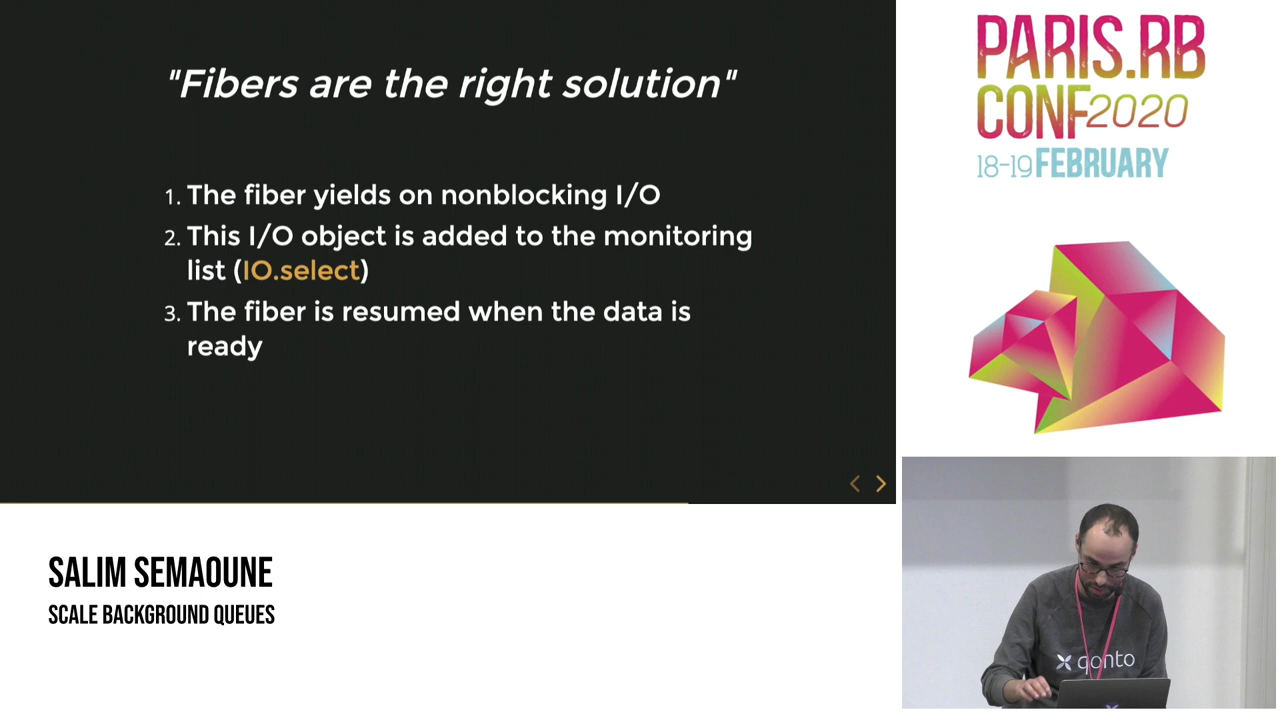 "Fibers are the right solution"
1. The fiber yields on nonblocking I/O
2. This I/O object is added to the monitoring
list (IO.select)
3. The fiber is resumed when the data is
ready
PARIS.RB
CONF2020
18-19 FEBRUARY
SALIM SEMAOUNE
SCALE BACKGROUND QUEUES
qonto